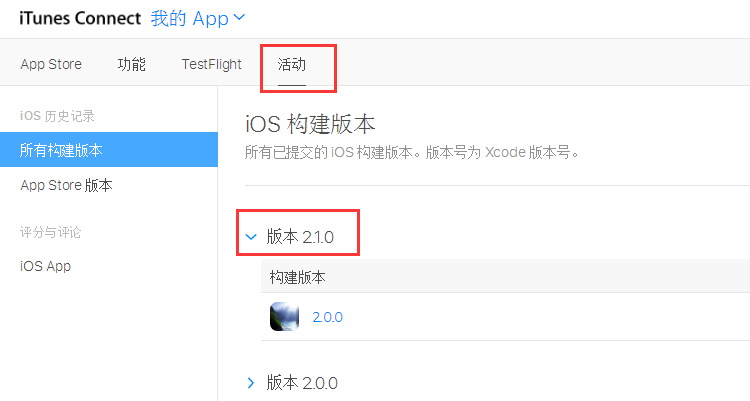 iTunes Connect 我的 App
App Store 功能 TestFlight 活动
iOS 历史记录
所有构建版本
App Store 版本
评分与评论
iOS App
iOS 构建版本
所有已提交的 iOS 构建版本。版本号为 Xcode 版本号。
版本 2.1.0
构建版本
2.0.0
版本 2.0.0